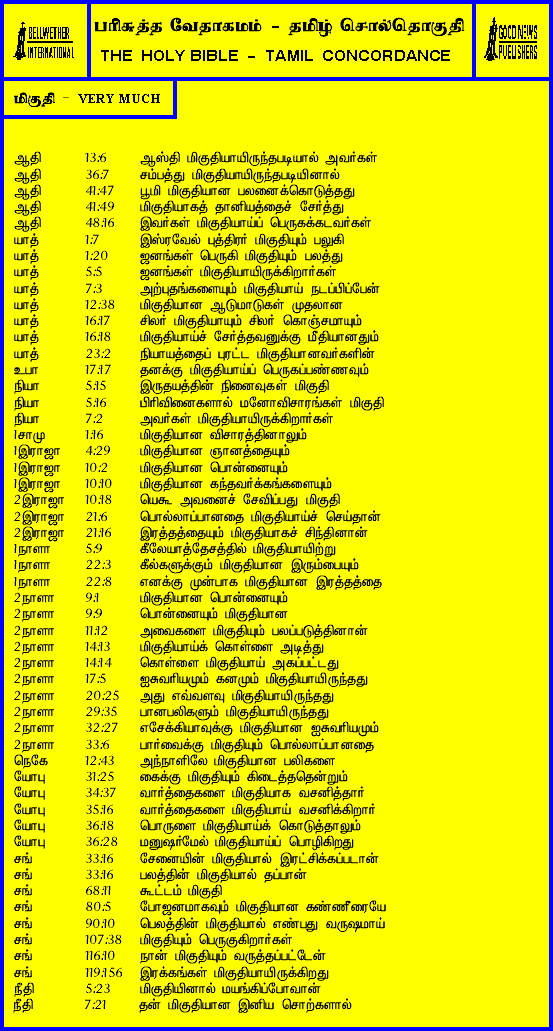 BELLWETHER
INTERNATIONAL
பரிசுத்த வேதாகமம் - தமிழ் சொல்தொகுதி
THE HOLY BIBLE - TAMIL CONCORDANCE
GOOD NEWS
PUBLISHERS
மிகுதி - VERY MUCH
ஆதி 13:6 ஆஸ்தி மிகுதியாயிருந்தபடியால் அவர்கள்
ஆதி 36:7 சம்பத்து மிகுதியாயிருந்தபடியினால்
ஆதி 41:47 பூமி மிகுதியான பலனைக்கொடுத்தது
ஆதி 41:49 மிகுதியாகத் தானியத்தைச் சேர்த்து
ஆதி 48:16 இவர்கள் மிகுதியாய்ப் பெருகக்கடவர்கள்
யாத் 1:7 இஸ்ரவேல் புத்திரர் மிகுதியும் பலுகி
யாத் 1:20 ஜனங்கள் பெருகி மிகுதியும் பலத்து
யாத் 5:5 ஜனங்கள் மிகுதியாயிருக்கிறார்கள்
யாத் 7:3 அற்புதங்களையும் மிகுதியாய் நடப்பிப்பேன்
யாத் 12:38 மிகுதியான ஆடுமாடுகள் முதலான
யாத் 16:17 சிலர் மிகுதியாயும் சிலர் கொஞ்சமாயும்
யாத் 16:18 மிகுதியாய்ச் சேர்த்தவனுக்கு மீதியானதும்
யாத் 23:2 நியாயத்தைப் புரட்ட மிகுதியானவர்களின்
உபா 17:17 தனக்கு மிகுதியாய்ப் பெருகப்பண்ணவும்
நியா 5:15 இருதயத்தின் நினைவுகள் மிகுதி
நியா 5:16 பிரிவினைகளால் மனோவிசாரங்கள் மிகுதி
நியா 7:2 அவர்கள் மிகுதியாயிருக்கிறார்கள்
1சாமு 1:16 மிகுதியான விசாரத்தினாலும்
1இராஜா 4:29 மிகுதியான ஞானத்தையும்
1இராஜா 10:2 மிகுதியான பொன்னையும்
1இராஜா 10:10 மிகுதியான கந்தவர்க்கங்களையும்
2இராஜா 10:18 யெகூ அவனைச் சேவிப்பது மிகுதி
2இராஜா 21:6 பொல்லாப்பானதை மிகுதியாய்ச் செய்தான்
2இராஜா 21:16 இரத்தத்தையும் மிகுதியாகச் சிந்தினான்
1நாளா 5:9 கீலேயாத்தேசத்தில் மிகுதியாயிற்று
1நாளா 22:3 கீல்களுக்கும் மிகுதியான இரும்பையும்
1நாளா 22:8 எனக்கு முன்பாக மிகுதியான இரத்தத்தை
2நாளா 9:1 மிகுதியான பொன்னையும்
2நாளா 9:9 பொன்னையும் மிகுதியான
2நாளா 11:12 அவைகளை மிகுதியும் பலப்படுத்தினான்
2நாளா 14:13 மிகுதியாய்க் கொள்ளை அடித்து
2நாளா 14:14 கொள்ளை மிகுதியாய் அகப்பட்டது
2நாளா 17:5 ஐசுவரியமும் கனமும் மிகுதியாயிருந்தது
2நாளா 20:25 அது எவ்வளவு மிகுதியாயிருந்தது
2நாளா 29:35 பானபலிகளும் மிகுதியாயிருந்தது
2நாளா 32:27 எசேக்கியாவுக்கு மிகுதியான ஐசுவரியமும்
2நாளா 33:6 பார்வைக்கு மிகுதியும் பொல்லாப்பானதை
நெகே 12:43 அந்நாளிலே மிகுதியான பலிகளை
யோபு 31:25 கைக்கு மிகுதியும் கிடைத்ததென்றும்
யோபு 34:37 வார்த்தைகளை மிகுதியாக வசனித்தார்
யோபு 35:16 வார்த்தைகளை மிகுதியாய் வசனிக்கிறார்
யோபு 36:18 பொருளை மிகுதியாய்க் கொடுத்தாலும்
யோபு 36:28 மனுஷர்மேல் மிகுதியாய்ப் பொழிகிறது
சங் 33:16 சேனையின் மிகுதியால் இரட்சிக்கப்படான்
சங் 33:16 பலத்தின் மிகுதியால் தப்பான்
சங் 68:11 கூட்டம் மிகுதி
சங் 80:5 போஜனமாகவும் மிகுதியான கண்ணீரையே
சங் 90:10 பெலத்தின் மிகுதியால் எண்பது வருஷமாய்
சங் 107:38 மிகுதியும் பெருகுகிறார்கள்
சங் 116:10 நான் மிகுதியும் வருத்தப்பட்டேன்
சங் 119:156 இரக்கங்கள் மிகுதியாயிருக்கிறது
நீதி 5:23 மிகுதியினால் மயங்கிப்போவான்
நீதி 7:21 தன் மிகுதியான இனிய சொற்களால்